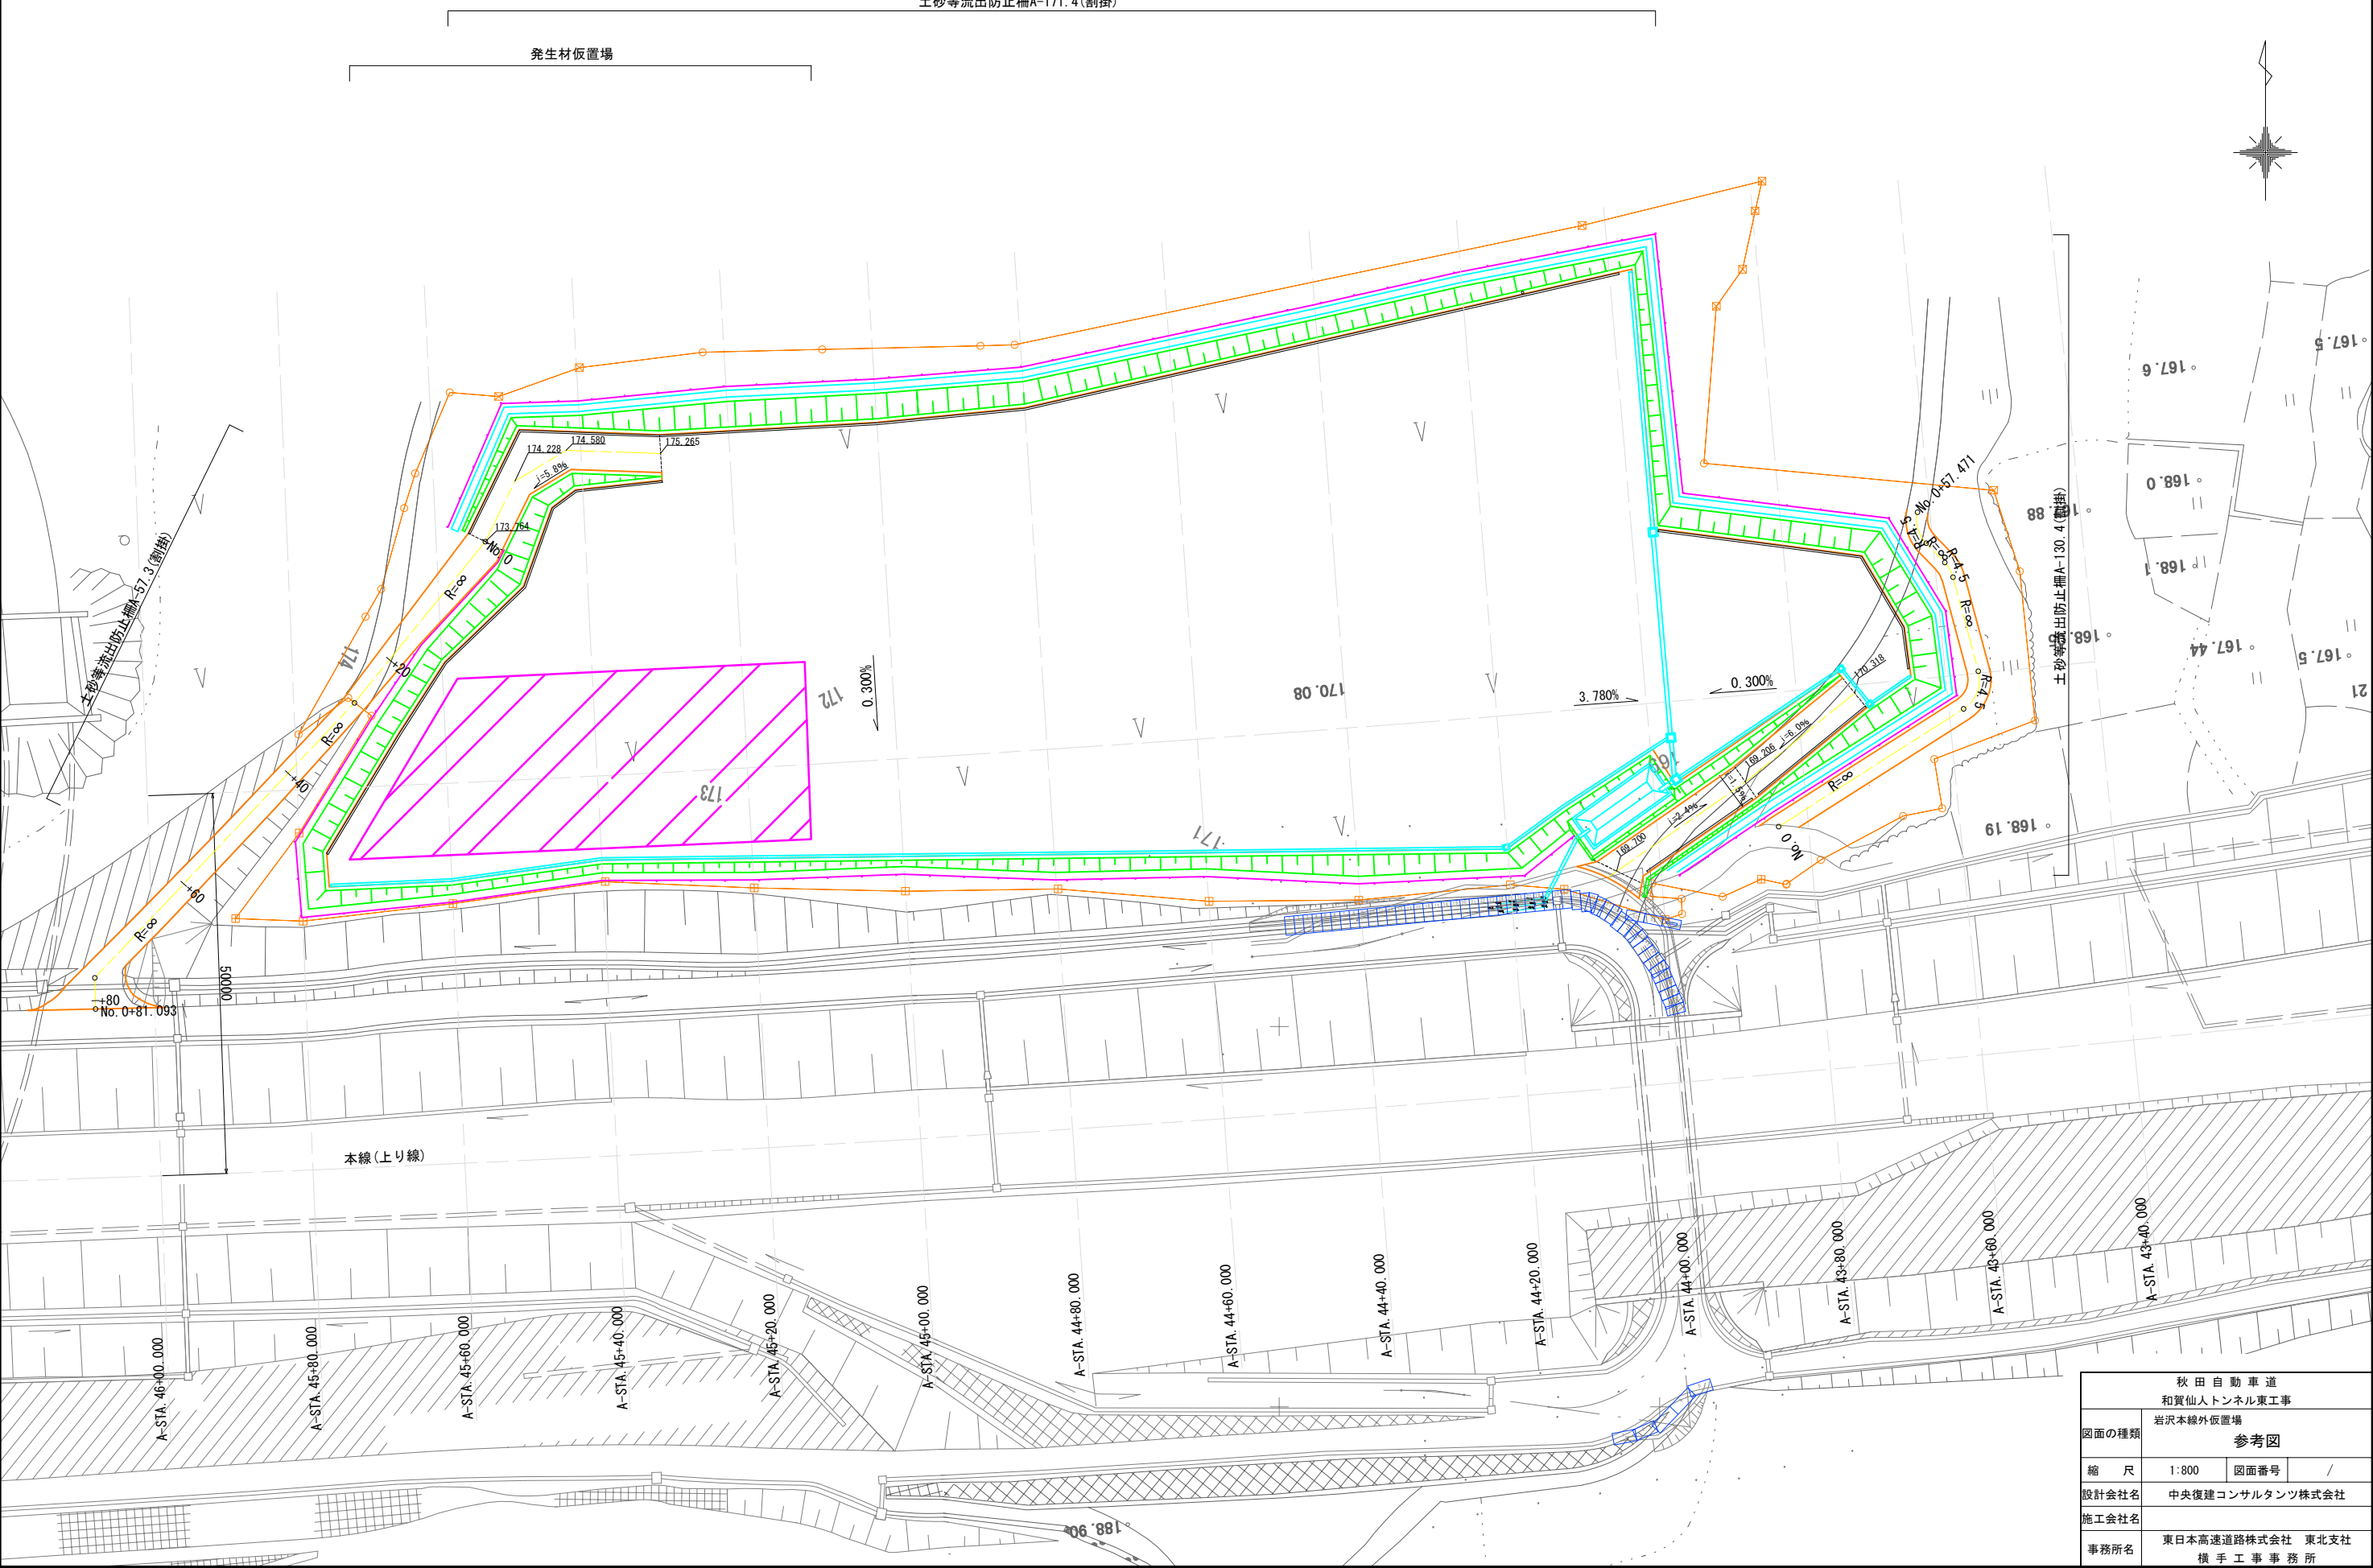 土砂等流出防止柵A-171.4(割掛)
発生材仮置場
土砂等流出防止柵A-57.3(割掛)
土砂等流出防止柵A-130.4(割掛)
174.228
174.580
175.265
i=5.8%
173.764
No.0
R=∞
+20
174
R=∞
+40
+60
R=∞
+80
No.0+81.093
50000
172
0.300%
173
171
170.08
3.780%
0.300%
170.318
i=6.0%
169.206
i=2.4%
169.700
No.0+57.471
R=4.5
R=∞
R=4.5
R=∞
R=4.5
R=∞
No.0
167.5
167.6
168.0
168.1
167.44
167.5
168.19
21
188.90
本線(上り線)
A-STA.46+00.000
A-STA.45+80.000
A-STA.45+60.000
A-STA.45+40.000
A-STA.45+20.000
A-STA.45+00.000
A-STA.44+80.000
A-STA.44+60.000
A-STA.44+40.000
A-STA.44+20.000
A-STA.44+00.000
A-STA.43+80.000
A-STA.43+60.000
A-STA.43+40.000
秋田自動車道
和賀仙人トンネル東工事
図面の種類
岩沢本線外仮置場
参考図
縮 尺 1:800 図面番号 /
設計会社名 中央復建コンサルタンツ株式会社
施工会社名
事務所名
東日本高速道路株式会社 東北支社
横手工事事務所